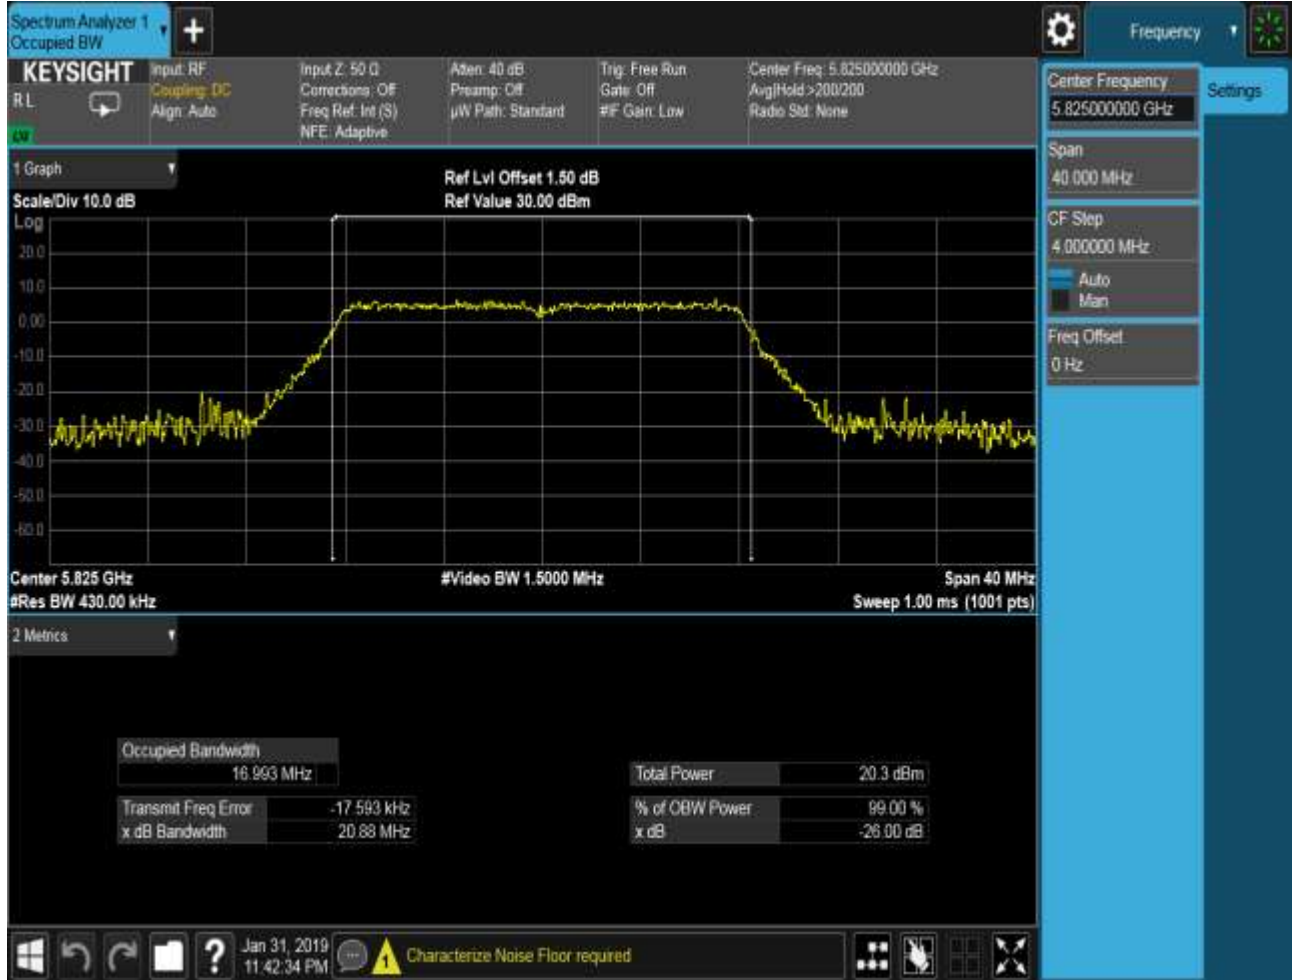 Spectrum Analyzer 1
Occupied BW
Frequency
KEYSIGHT
R L
Input: RF
Coupling: DC
Align: Auto
Input Z: 50 Ω
Corrections: Off
Freq Ref: Int (S)
NFE: Adaptive
Atten: 40 dB
Preamp: Off
µW Path: Standard
Trig: Free Run
Gate: Off
#IF Gain: Low
Center Freq: 5.825000000 GHz
Avg|Hold:>200/200
Radio Std: None
Center Frequency
5.825000000 GHz
Settings
Span
40.000 MHz
CF Step
4.000000 MHz
Auto
Man
Freq Offset
0 Hz
1 Graph
Scale/Div 10.0 dB
Ref Lvl Offset 1.50 dB
Ref Value 30.00 dBm
Log
20.0
10.0
0.00
-10.0
-20.0
-30.0
-40.0
-50.0
-60.0
Center 5.825 GHz
#Video BW 1.5000 MHz
Span 40 MHz
#Res BW 430.00 kHz
Sweep 1.00 ms (1001 pts)
2 Metrics
Occupied Bandwidth
16.993 MHz
Total Power 20.3 dBm
Transmit Freq Error -17.593 kHz
% of OBW Power 99.00 %
x dB Bandwidth 20.88 MHz
x dB -26.00 dB
?
Jan 31, 2019
11:42:34 PM
1
Characterize Noise Floor required